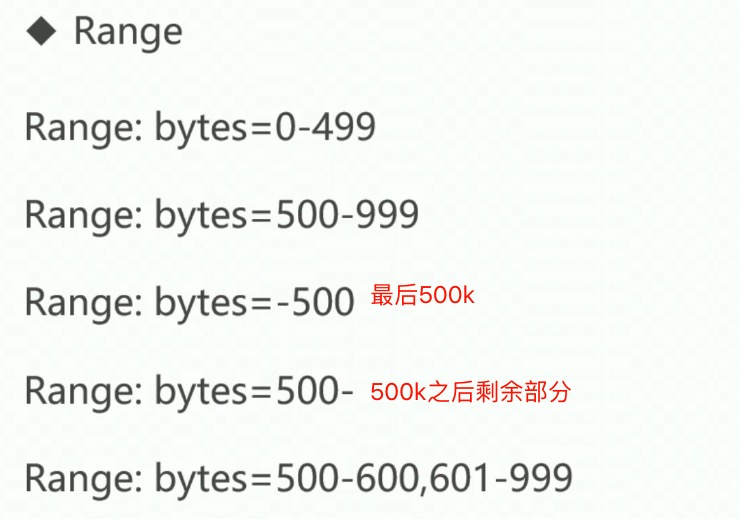 ◆ Range
Range: bytes=0-499
Range: bytes=500-999
Range: bytes=-500 最后500k
Range: bytes=500- 500k之后剩余部分
Range: bytes=500-600,601-999